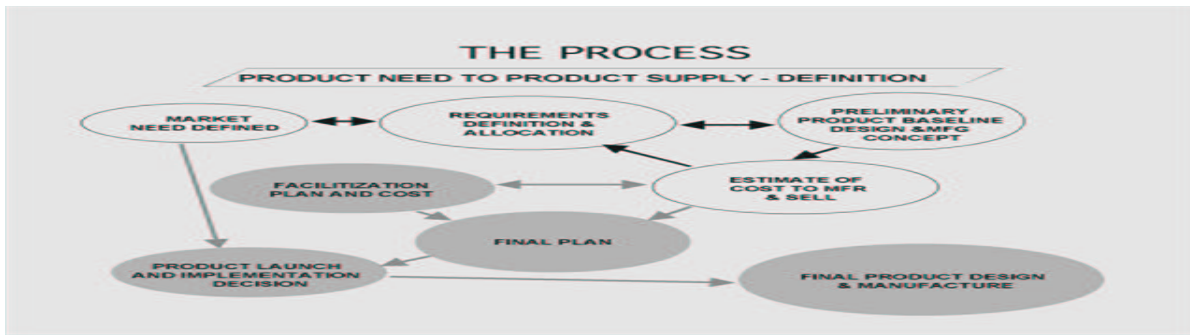 THE PROCESS
PRODUCT NEED TO PRODUCT SUPPLY - DEFINITION
MARKET
NEED DEFINED
REQUIREMENTS
DEFINITION &
ALLOCATION
PRELIMINARY
PRODUCT BASELINE
DESIGN &MFG
CONCEPT
FACILITIZATION
PLAN AND COST
ESTIMATE OF
COST TO MFR
& SELL
FINAL PLAN
PRODUCT LAUNCH
AND IMPLEMENTATION
DECISION
FINAL PRODUCT DESIGN
& MANUFACTURE